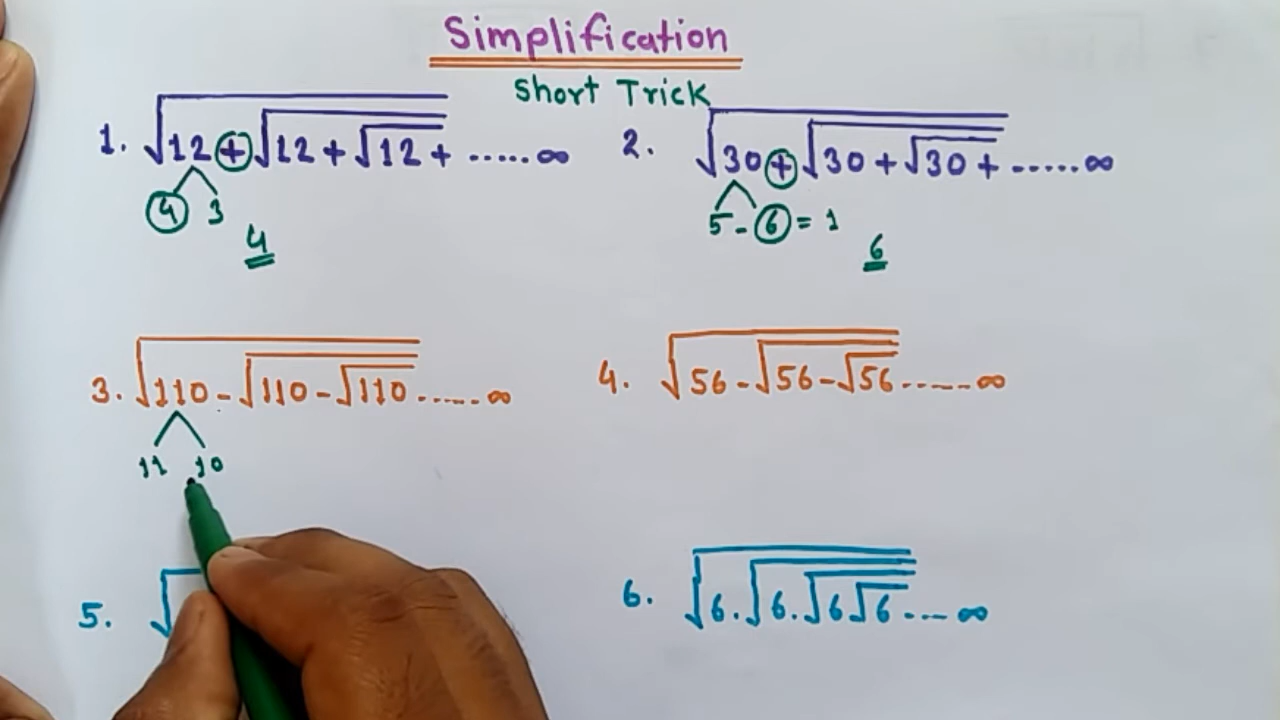 Simplification
Short Trick
1. √12 + √12 + √12 + ...... ∞
4 3
4
2. √30 + √30 + √30 + ...... ∞
5 - 6 = 1
6
3. √110 - √110 - √110 ...... ∞
11 10
4. √56 - √56 - √56 ...... ∞
5. √
6. √6 . √6 . √6 √6 .... ∞